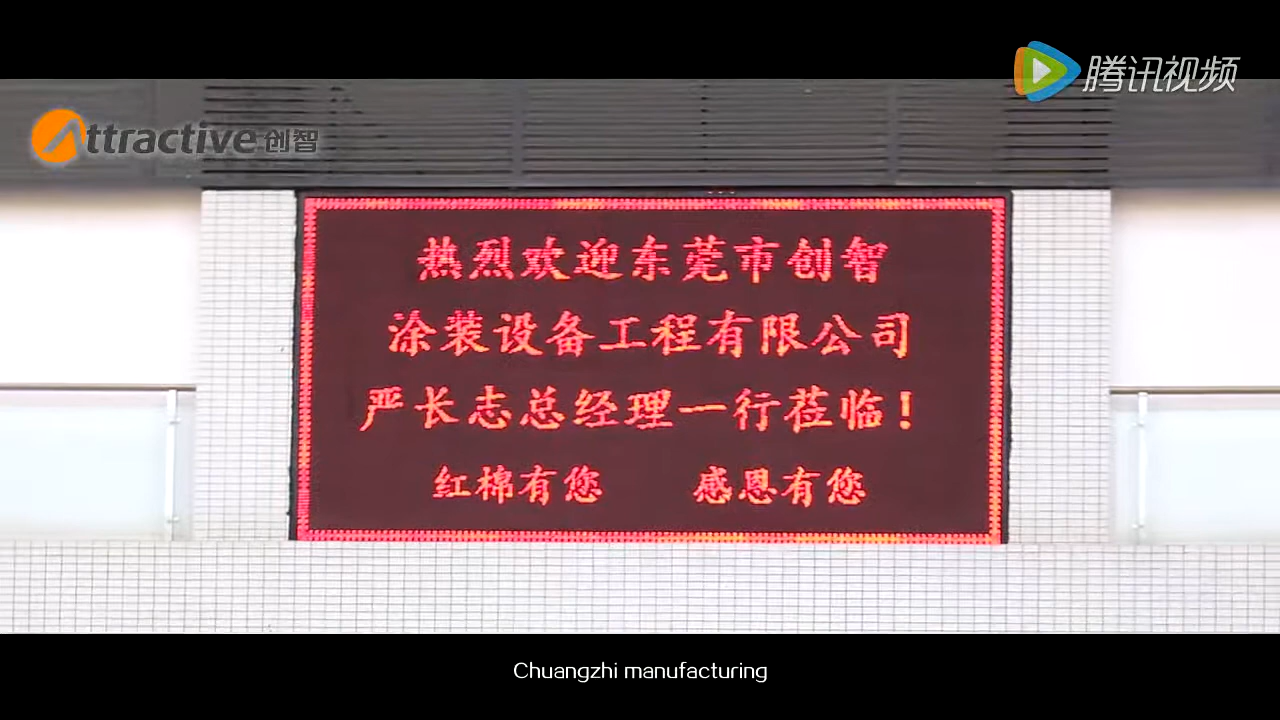 腾讯视频
Attractive 创智
热烈欢迎东莞市创智
涂装设备工程有限公司
严长志总经理一行莅临!
红棉有您 感恩有您
Chuangzhi manufacturing